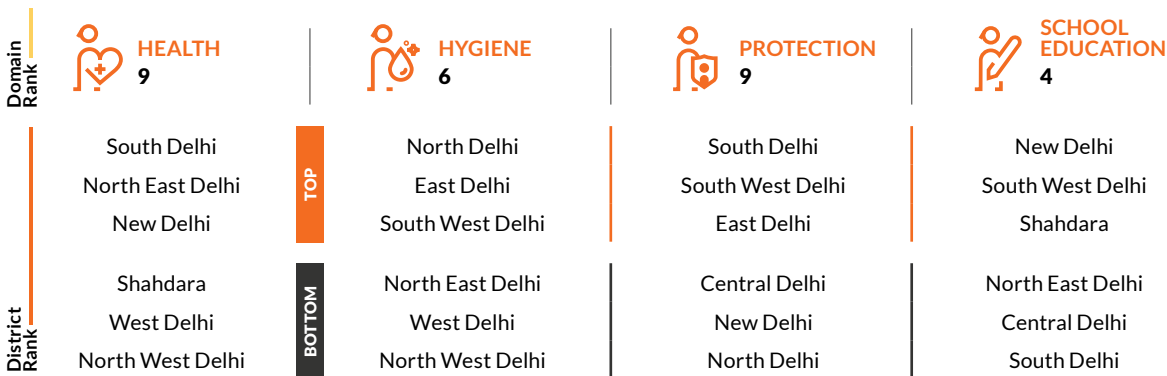 Domain
Rank
HEALTH
9
HYGIENE
6
PROTECTION
9
SCHOOL
EDUCATION
4
District
Rank
TOP
South Delhi
North Delhi
South Delhi
New Delhi
North East Delhi
East Delhi
South West Delhi
South West Delhi
New Delhi
South West Delhi
East Delhi
Shahdara
BOTTOM
Shahdara
North East Delhi
Central Delhi
North East Delhi
West Delhi
West Delhi
New Delhi
Central Delhi
North West Delhi
North West Delhi
North Delhi
South Delhi